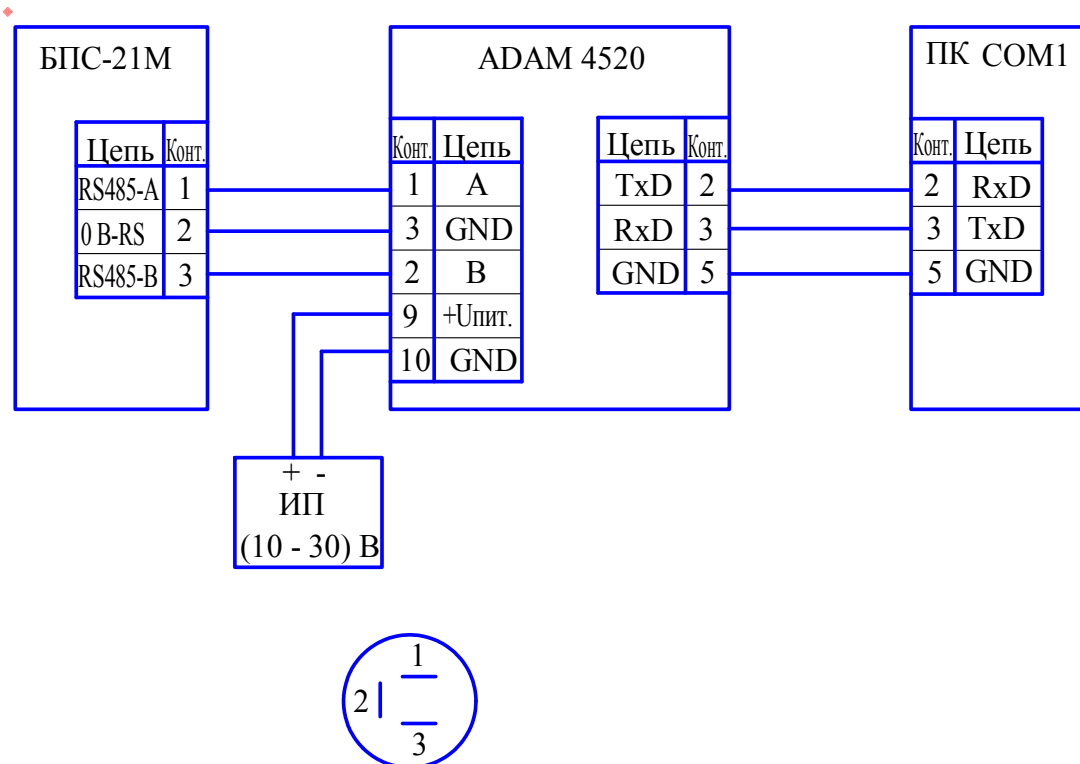 БПС-21М
Цепь Конт.
RS485-A 1
0 В-RS 2
RS485-B 3
ADAM 4520
Конт. Цепь
1 A
3 GND
2 B
9 +Uпит.
10 GND
Цепь Конт.
TxD 2
RxD 3
GND 5
ПК COM1
Конт. Цепь
2 RxD
3 TxD
5 GND
+ -
ИП
(10 - 30) В
1
2
3